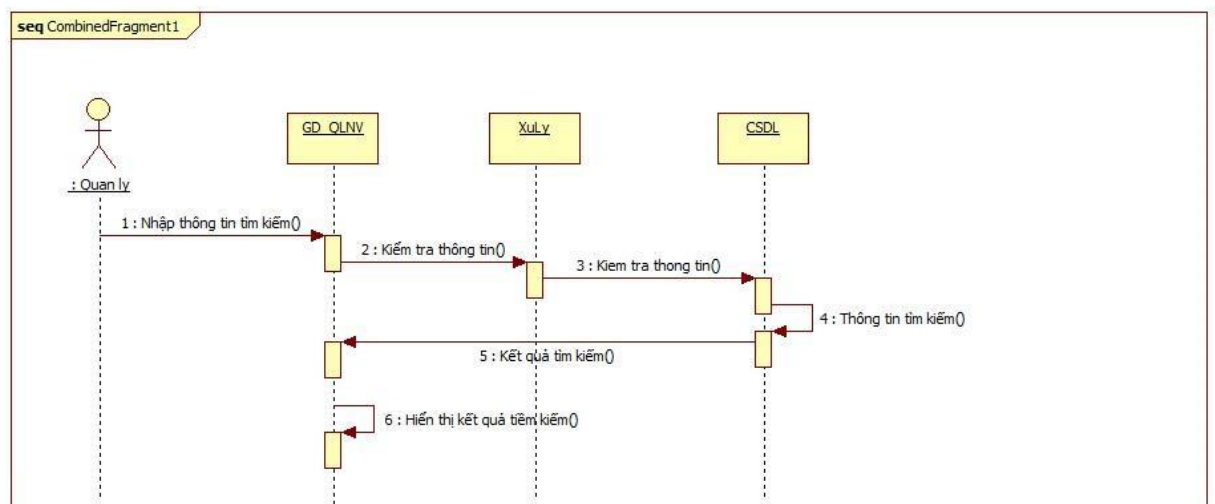 seq CombinedFragment1
GD_QLNV
XuLy
CSDL
: Quan ly
1 : Nhập thông tin tìm kiếm()
2 : Kiểm tra thông tin()
3 : Kiem tra thong tin()
4 : Thông tin tìm kiếm()
5 : Kết quả tìm kiếm()
6 : Hiển thị kết quả tiềm kiếm()